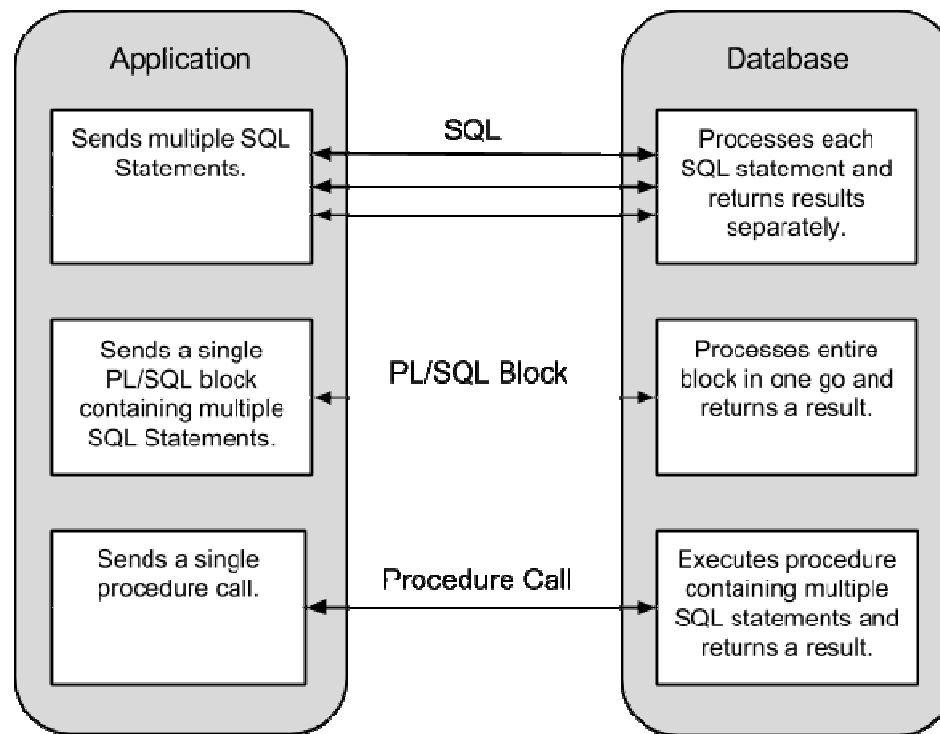 Application
Database
Sends multiple SQL
Statements.
SQL
Processes each
SQL statement and
returns results
separately.
Sends a single
PL/SQL block
containing multiple
SQL Statements.
PL/SQL Block
Processes entire
block in one go and
returns a result.
Sends a single
procedure call.
Procedure Call
Executes procedure
containing multiple
SQL statements and
returns a result.